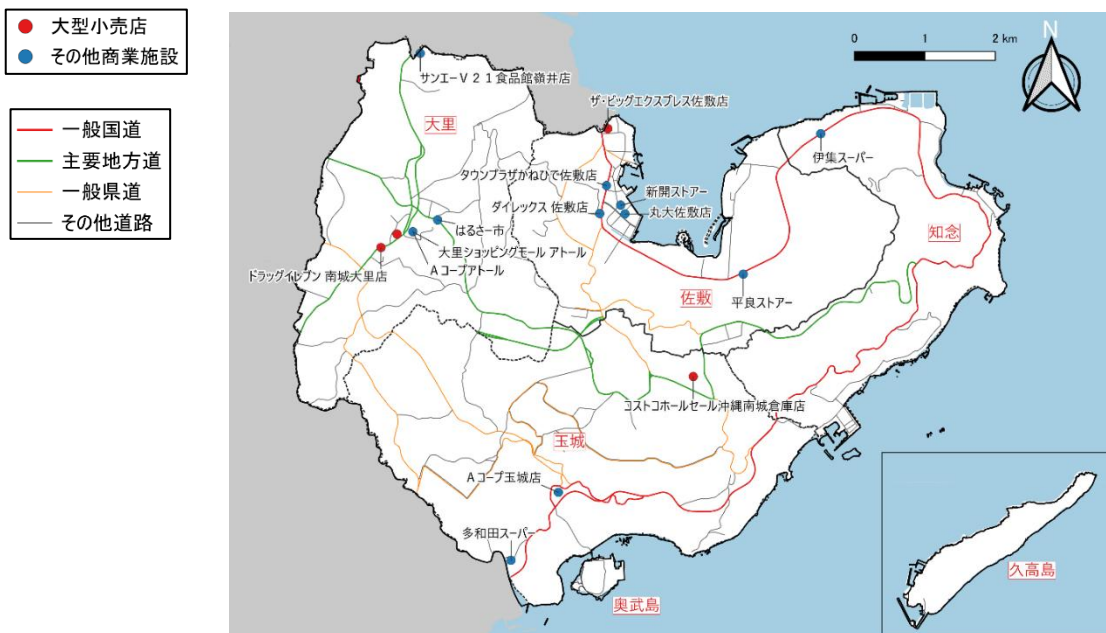 大型小売店
その他商業施設
一般国道
主要地方道
一般県道
その他道路
0 1 2 km
N
サンエーV21食品館嶺井店
大里
ザ・ビッグエクスプレス佐敷店
伊集スーパー
タウンプラザかねひで佐敷店
新開ストアー
ダイレックス 佐敷店
丸大佐敷店
はるさー市
大里ショッピングモール アトール
Aコープアトール
ドラッグイレブン 南城大里店
知念
佐敷
平良ストアー
コストコホールセール沖縄南城倉庫店
玉城
Aコープ玉城店
多和田スーパー
奥武島
久高島